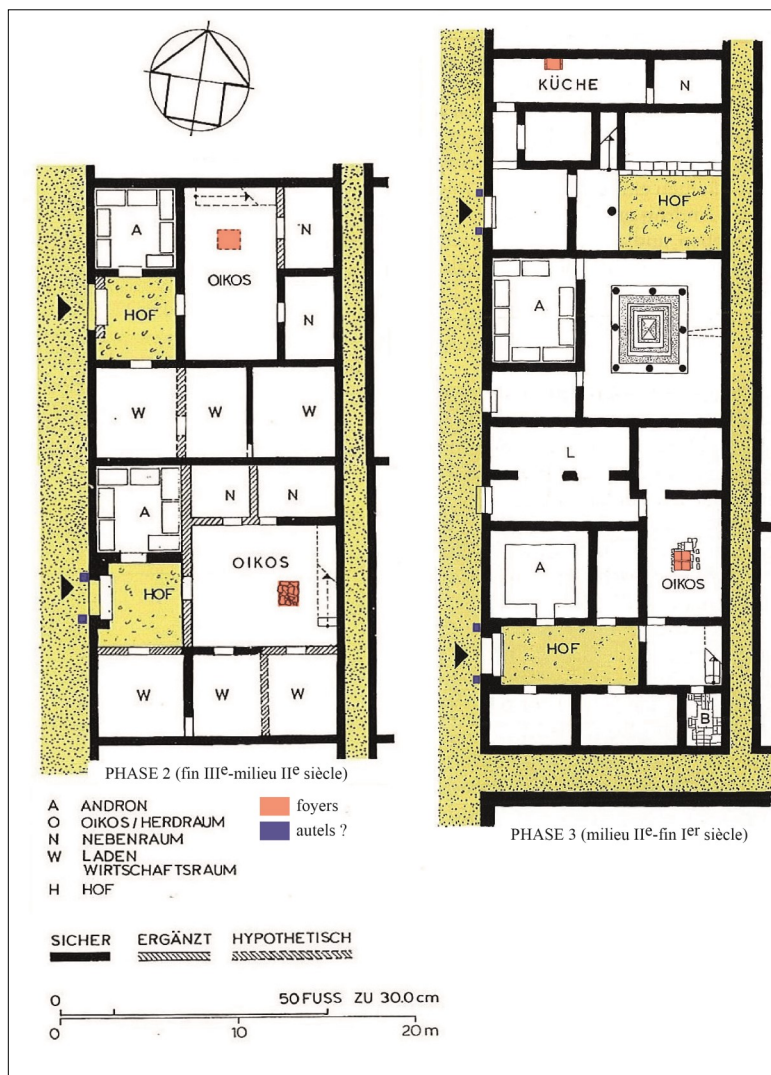 A
N
OIKOS
HOF
N
W
W
W
A
N
N
OIKOS
HOF
W
W
W
PHASE 2 (fin IIIe-milieu IIe siècle)
KÜCHE
N
HOF
A
L
A
OIKOS
HOF
B
PHASE 3 (milieu IIe-fin Ier siècle)
A ANDRON
O OIKOS/HERDRAUM
N NEBENRAUM
W LADEN
WIRTSCHAFTSRAUM
H HOF
foyers
autels ?
SICHER ERGÄNZT HYPOTHETISCH
0 50 FUSS ZU 30.0 cm
0 10 20 m